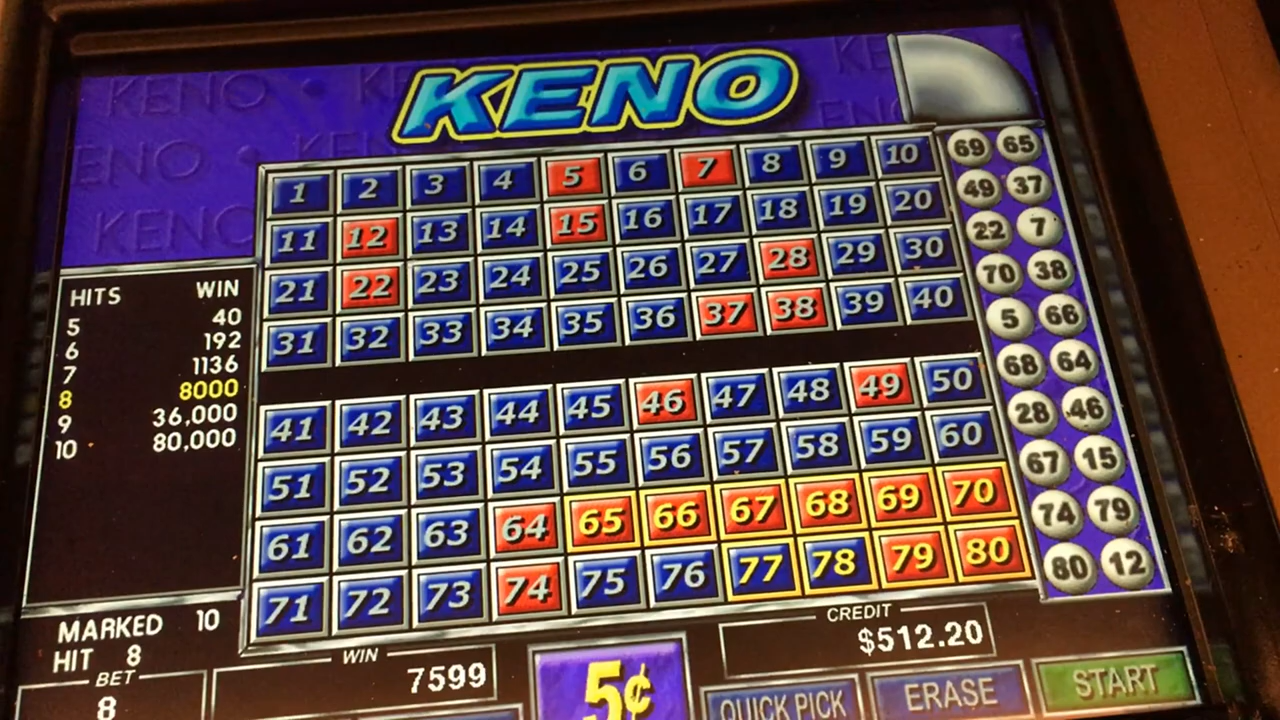 KENO
1 2 3 4 5 6 7 8 9 10
11 12 13 14 15 16 17 18 19 20
21 22 23 24 25 26 27 28 29 30
31 32 33 34 35 36 37 38 39 40
41 42 43 44 45 46 47 48 49 50
51 52 53 54 55 56 57 58 59 60
61 62 63 64 65 66 67 68 69 70
71 72 73 74 75 76 77 78 79 80
HITS WIN
5 40
6 192
7 1136
8 8000
9 36,000
10 80,000
69 65
49 37
22 7
70 38
5 66
68 64
28 46
67 15
74 79
80 12
MARKED 10
HIT 8
BET
8
WIN
7599
5¢
CREDIT
$512.20
QUICK PICK
ERASE
START